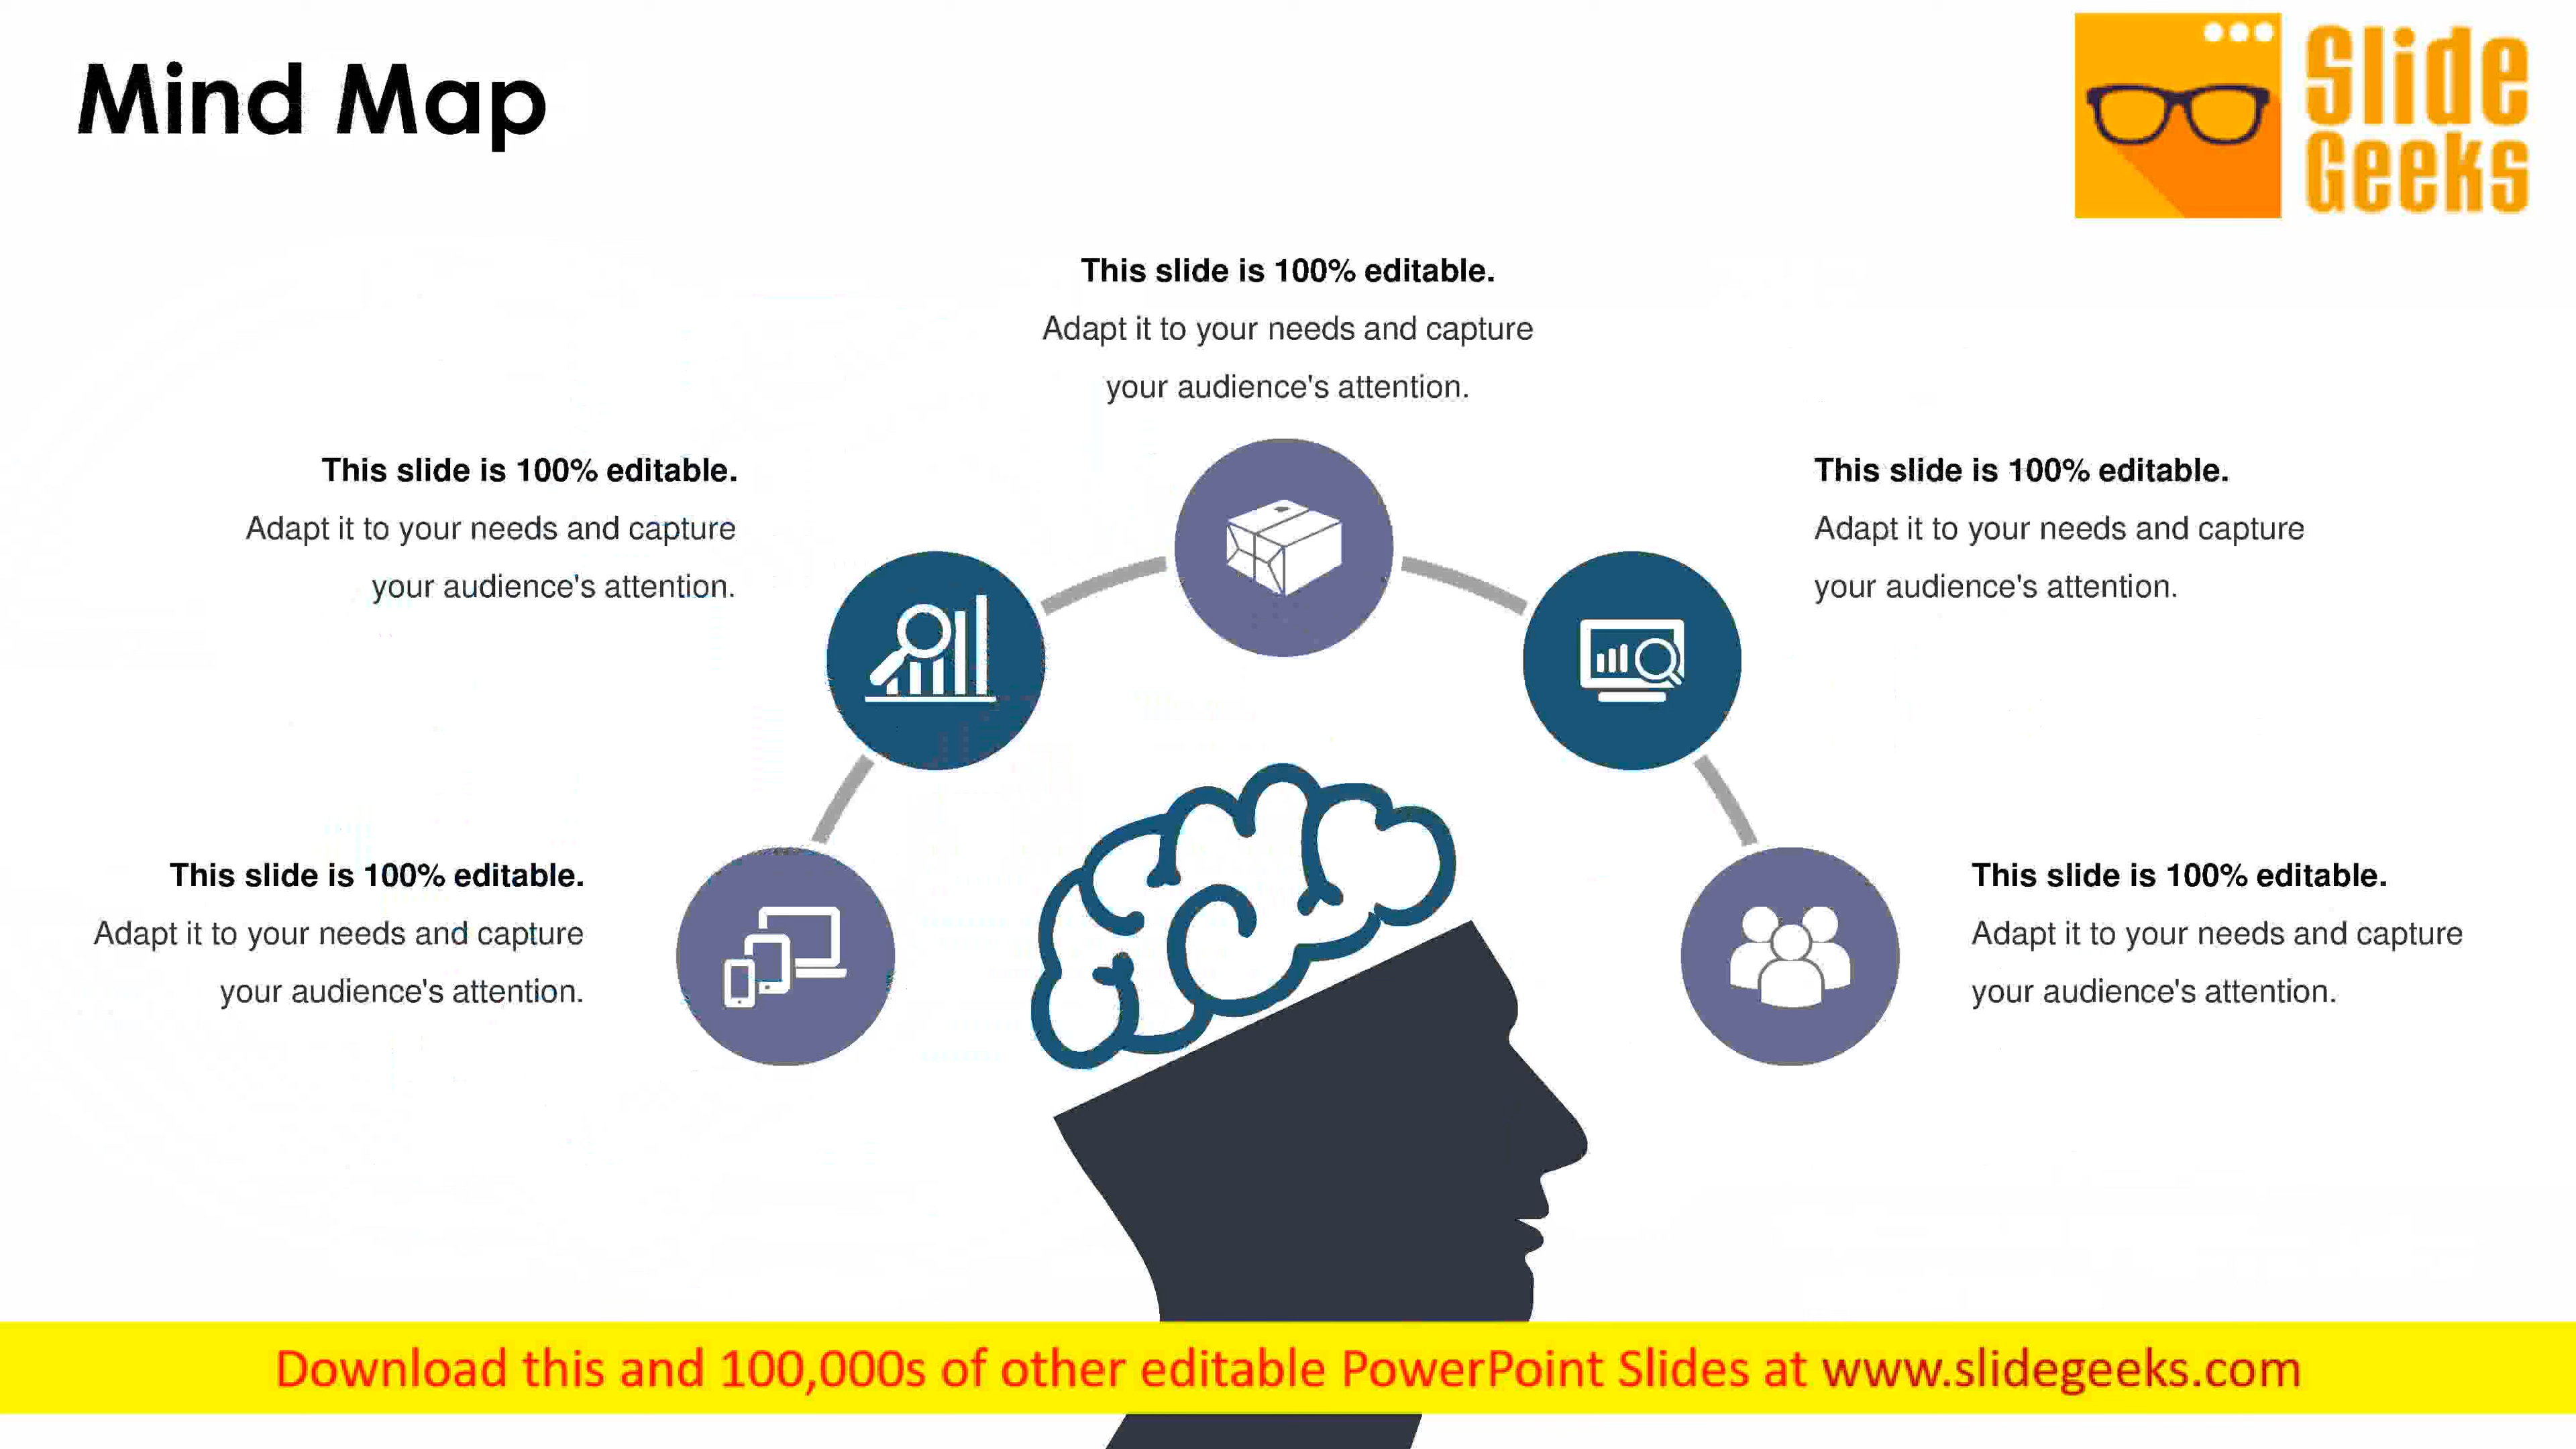 Mind Map
Slide
Geeks
This slide is 100% editable.
Adapt it to your needs and capture
your audience's attention.
This slide is 100% editable.
Adapt it to your needs and capture
your audience's attention.
This slide is 100% editable.
Adapt it to your needs and capture
your audience's attention.
This slide is 100% editable.
Adapt it to your needs and capture
your audience's attention.
This slide is 100% editable.
Adapt it to your needs and capture
your audience's attention.
Download this and 100,000s of other editable PowerPoint Slides at www.slidegeeks.com